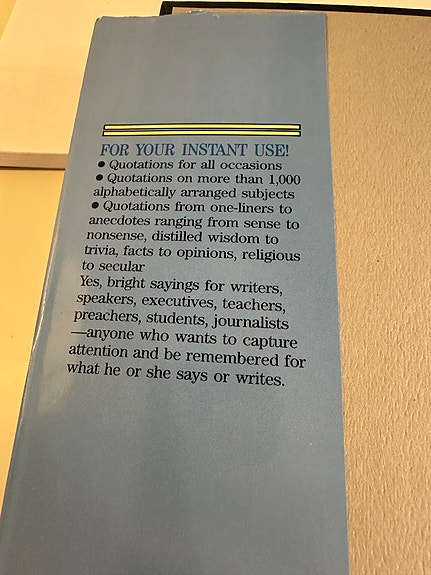 FOR YOUR INSTANT USE!
● Quotations for all occasions
● Quotations on more than 1,000
alphabetically arranged subjects
● Quotations from one-liners to
anecdotes ranging from sense to
nonsense, distilled wisdom to
trivia, facts to opinions, religious
to secular
Yes, bright sayings for writers,
speakers, executives, teachers,
preachers, students, journalists
—anyone who wants to capture
attention and be remembered for
what he or she says or writes.